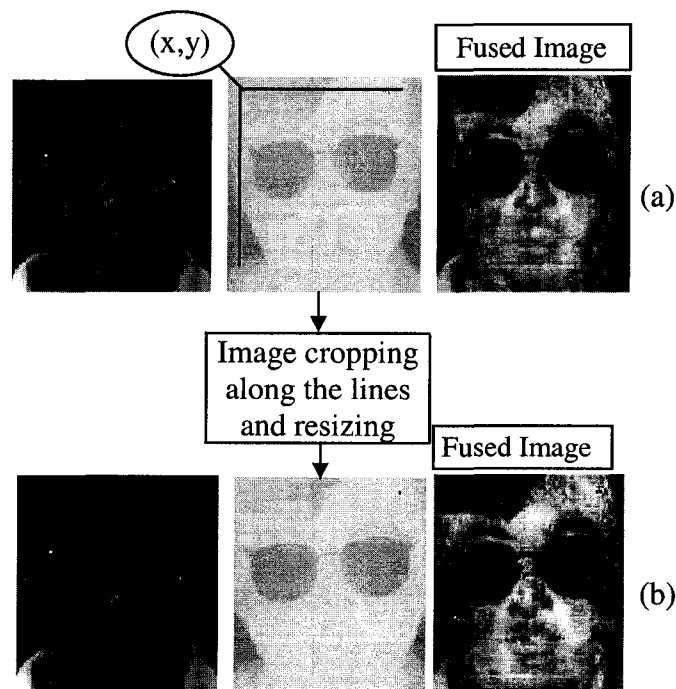 (x,y)
Fused Image
(a)
Image cropping
along the lines
and resizing
Fused Image
(b)